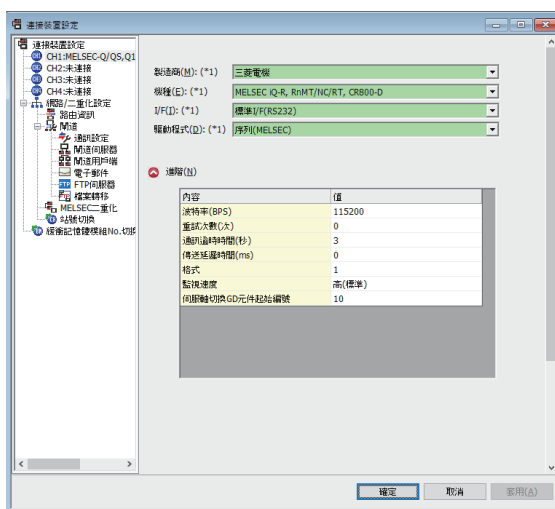 連接裝置設定
連接裝置設定
CH1:MELSEC-Q/QS,Q1
CH2:未連接
CH3:未連接
CH4:未連接
網路/二重化設定
路由資訊
閘道
通訊設定
閘道伺服器
閘道用戶端
電子郵件
FTP伺服器
檔案轉移
MELSEC二重化
站號切換
緩衝記憶體模組No.切換
製造商(M): (*1) 三菱電機
機種(E): (*1) MELSEC iQ-R, RnMT/NC/RT, CR800-D
I/F(I): (*1) 標準I/F(RS232)
驅動程式(D): (*1) 序列(MELSEC)
進階(N)
內容 值
波特率(BPS) 115200
重試次數(次) 0
通訊逾時時間(秒) 3
傳送延遲時間(ms) 0
格式 1
監視速度 高(標準)
伺服軸切換GD元件起始編號 10
確定 取消 套用(A)